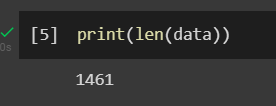 [5] print(len(data))
0s
1461